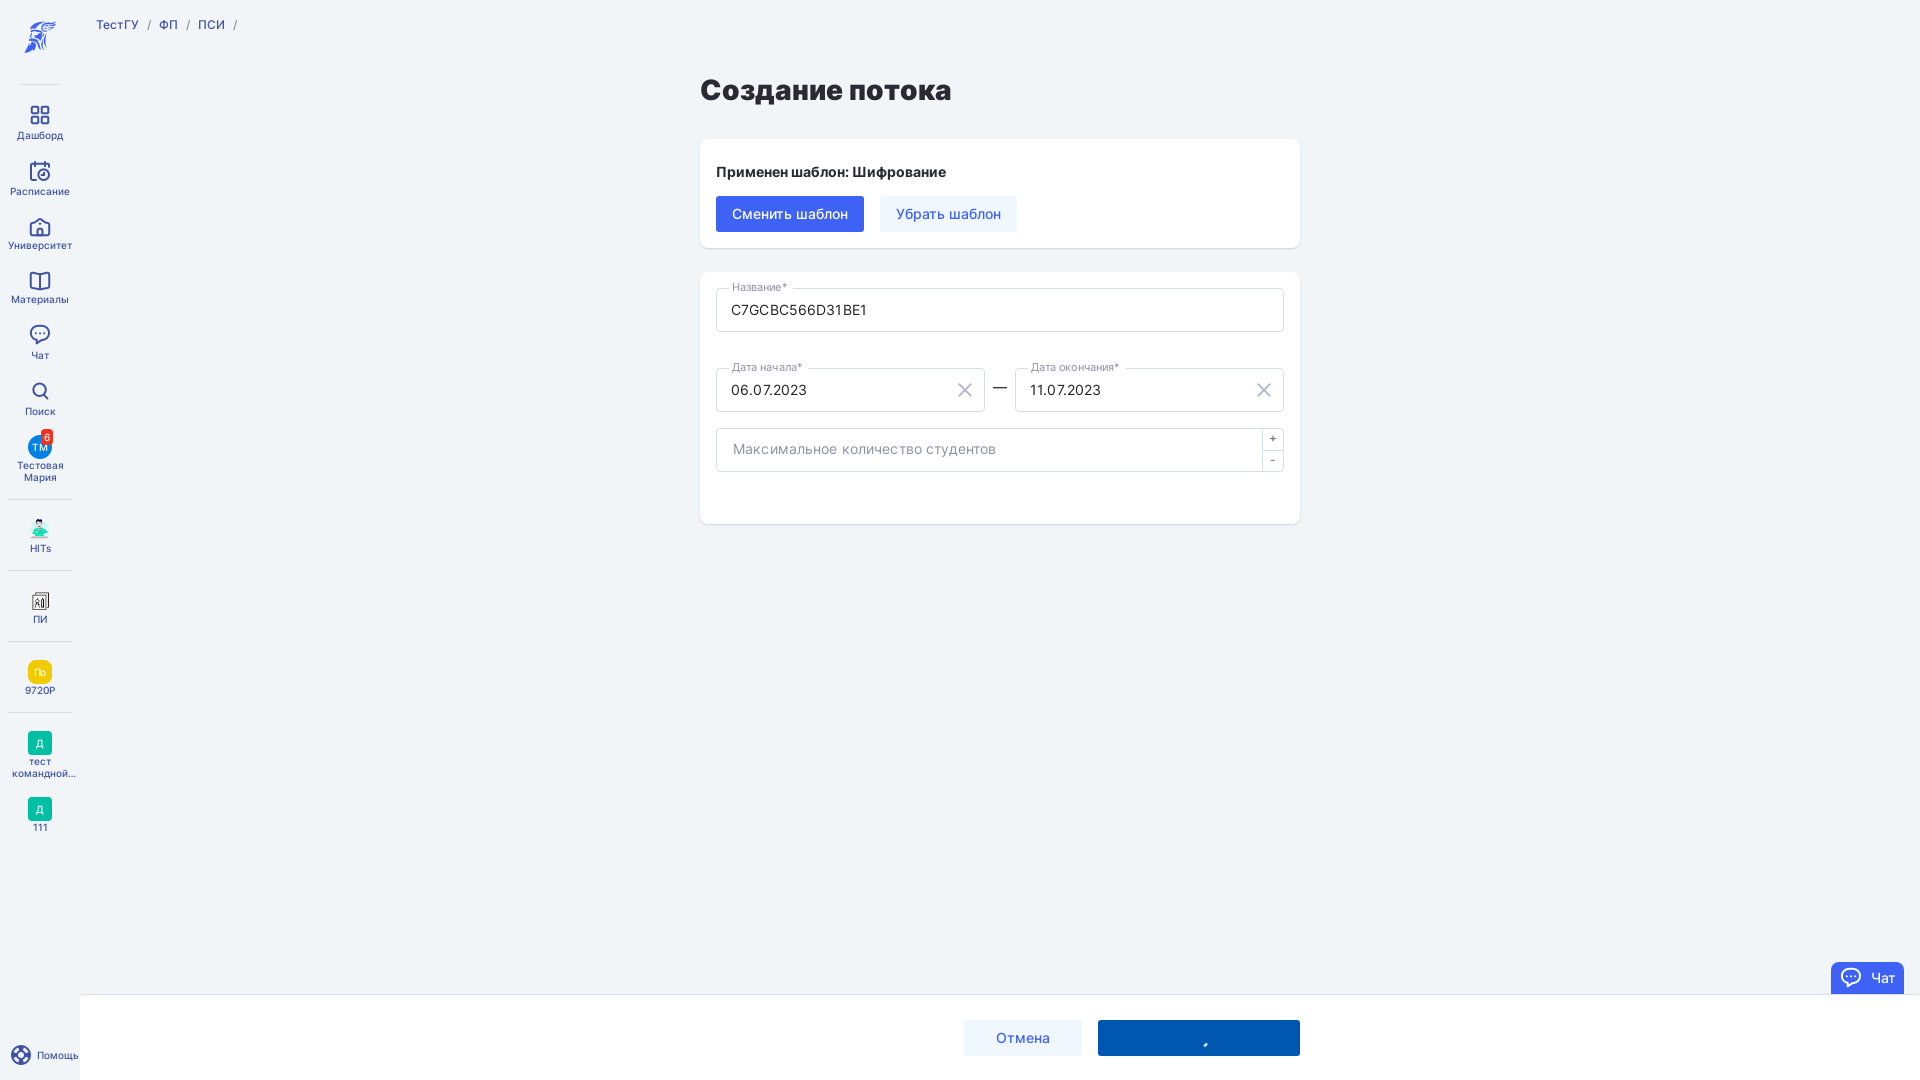 ТестГУ / ФП / ПСИ /
Создание потока
Применен шаблон: Шифрование
Сменить шаблон
Убрать шаблон
Название*
C7GCBC566D31BE1
Дата начала*
06.07.2023
—
Дата окончания*
11.07.2023
Максимальное количество студентов
+
-
Дашборд
Расписание
Университет
Материалы
Чат
Поиск
ТМ
6
Тестовая
Мария
HITs
ПИ
Пb
9720P
Д
тест
командной...
Д
111
Помощь
Чат
Отмена